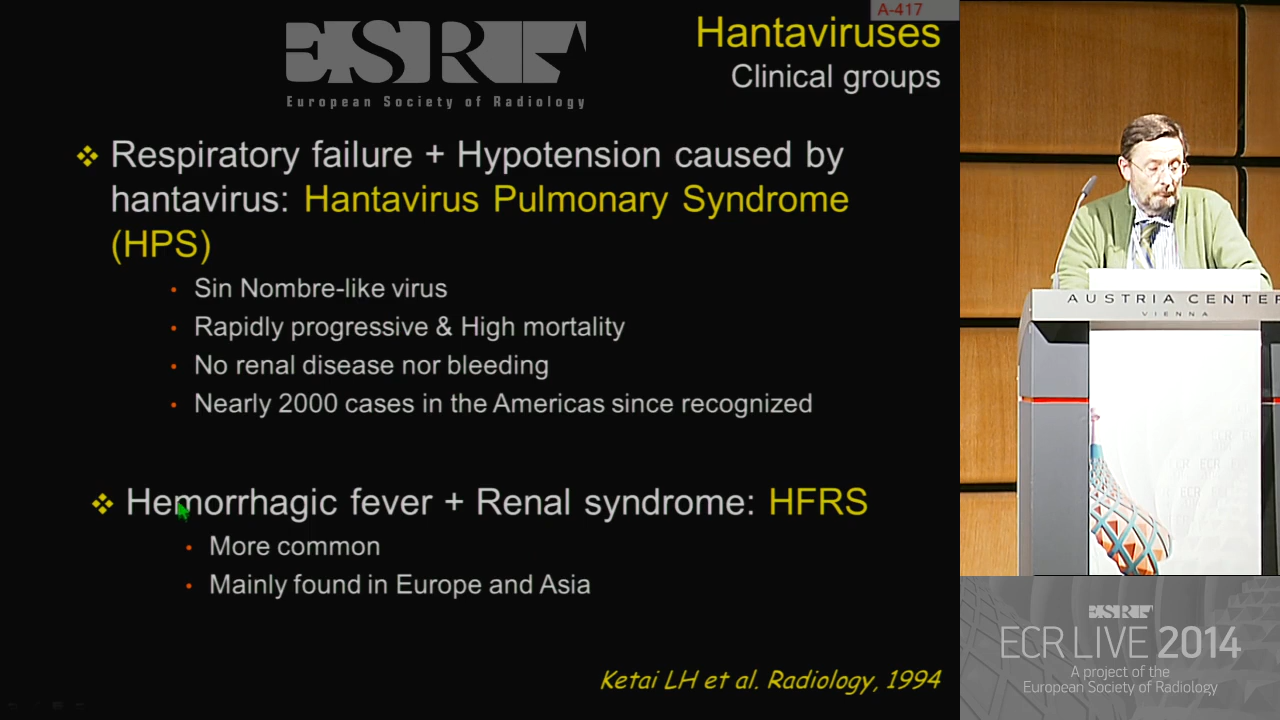 A-417
ESR
European Society of Radiology
Hantaviruses
Clinical groups
Respiratory failure + Hypotension caused by
hantavirus: Hantavirus Pulmonary Syndrome
(HPS)
Sin Nombre-like virus
Rapidly progressive & High mortality
No renal disease nor bleeding
Nearly 2000 cases in the Americas since recognized
Hemorrhagic fever + Renal syndrome: HFRS
More common
Mainly found in Europe and Asia
Ketai LH et al. Radiology, 1994
AUSTRIA CENTER
VIENNA
ESR
ECR LIVE 2014
A project of the
European Society of Radiology